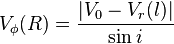 V_ϕ(R) = |V_0 − V_r(l)| / sin i